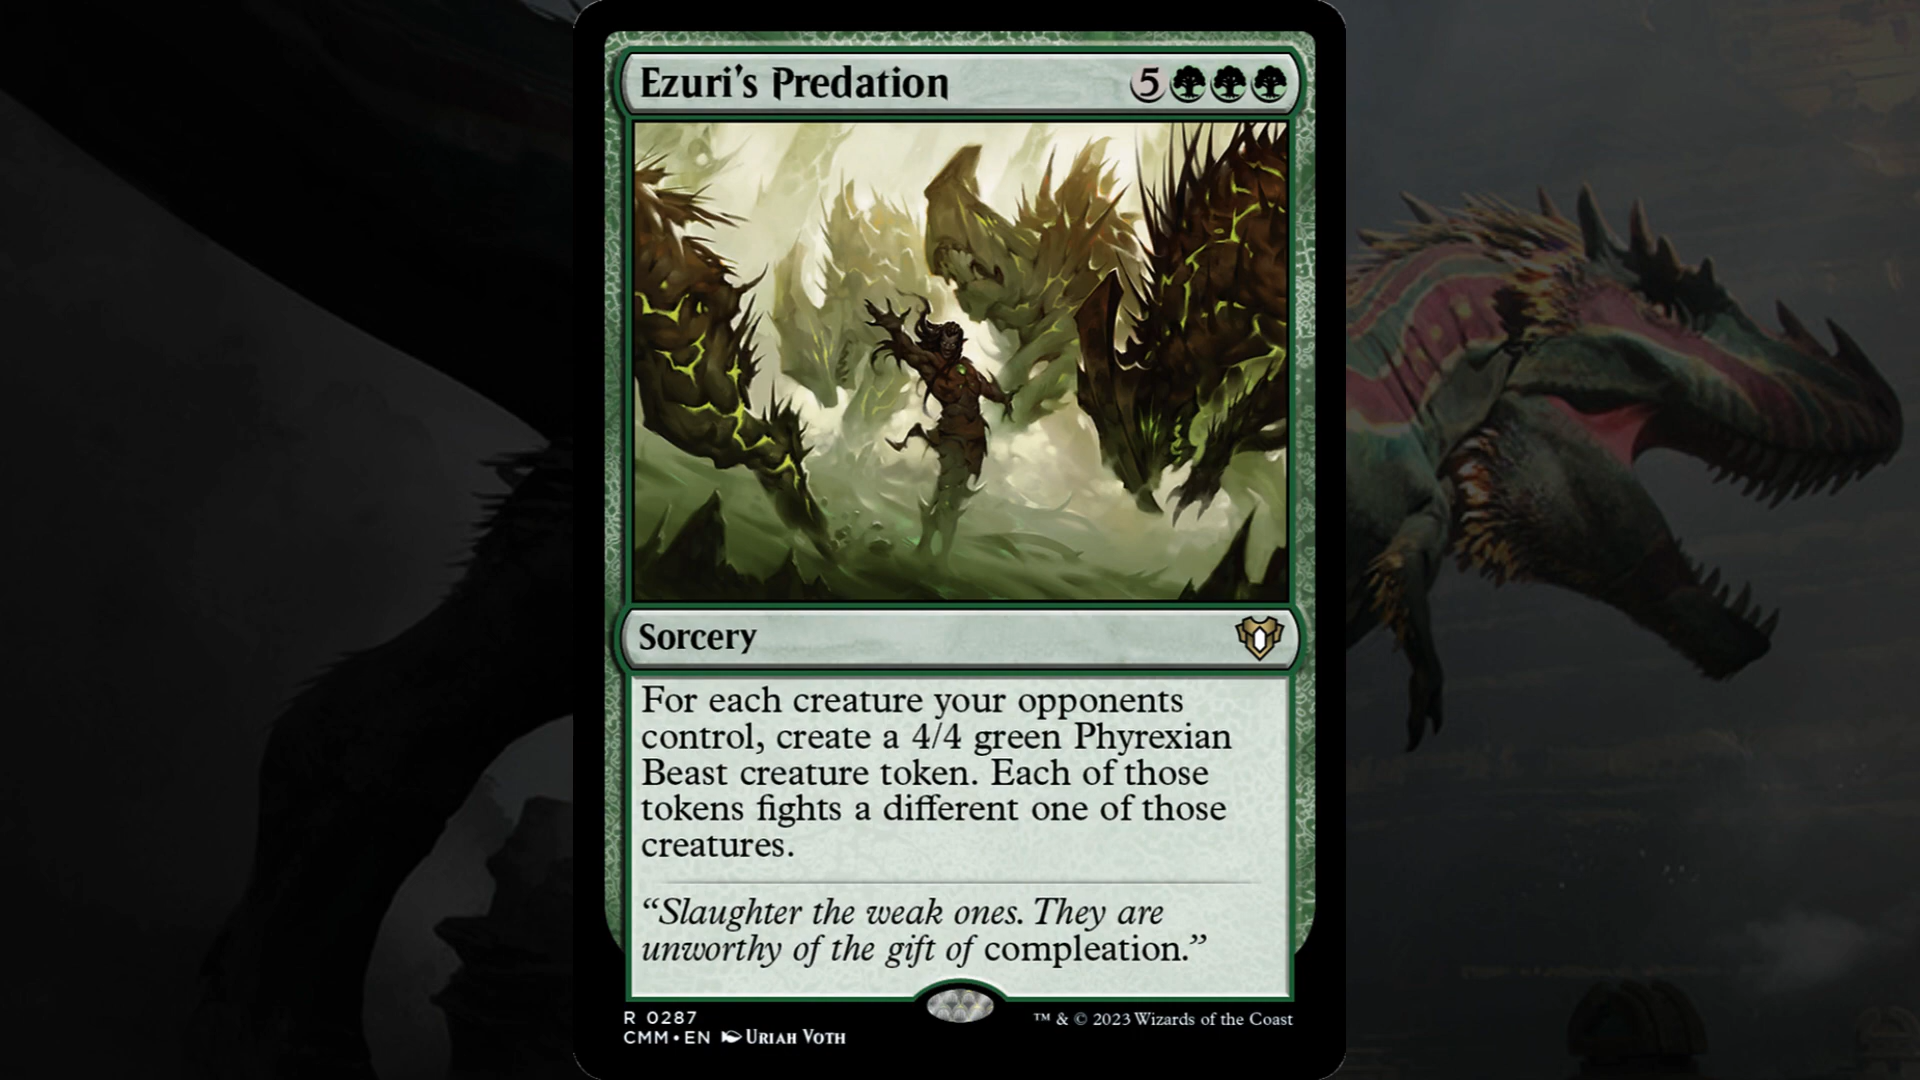 Ezuri's Predation 5
Sorcery
For each creature your opponents
control, create a 4/4 green Phyrexian
Beast creature token. Each of those
tokens fights a different one of those
creatures.
“Slaughter the weak ones. They are
unworthy of the gift of compleation.”
R 0287
CMM • EN Uriah Voth
™ & © 2023 Wizards of the Coast